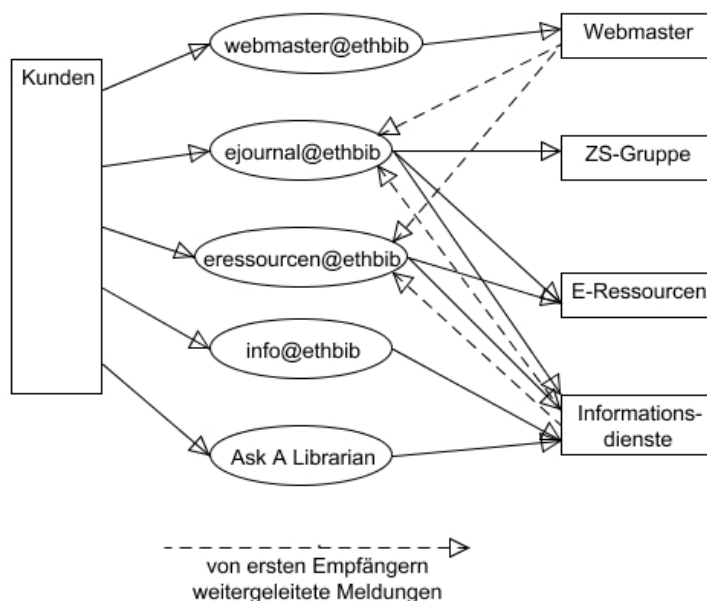 Kunden
webmaster@ethbib
ejournal@ethbib
eressourcen@ethbib
info@ethbib
Ask A Librarian
Webmaster
ZS-Gruppe
E-Ressourcen
Informations-
dienste
von ersten Empfängern
weitergeleitete Meldungen